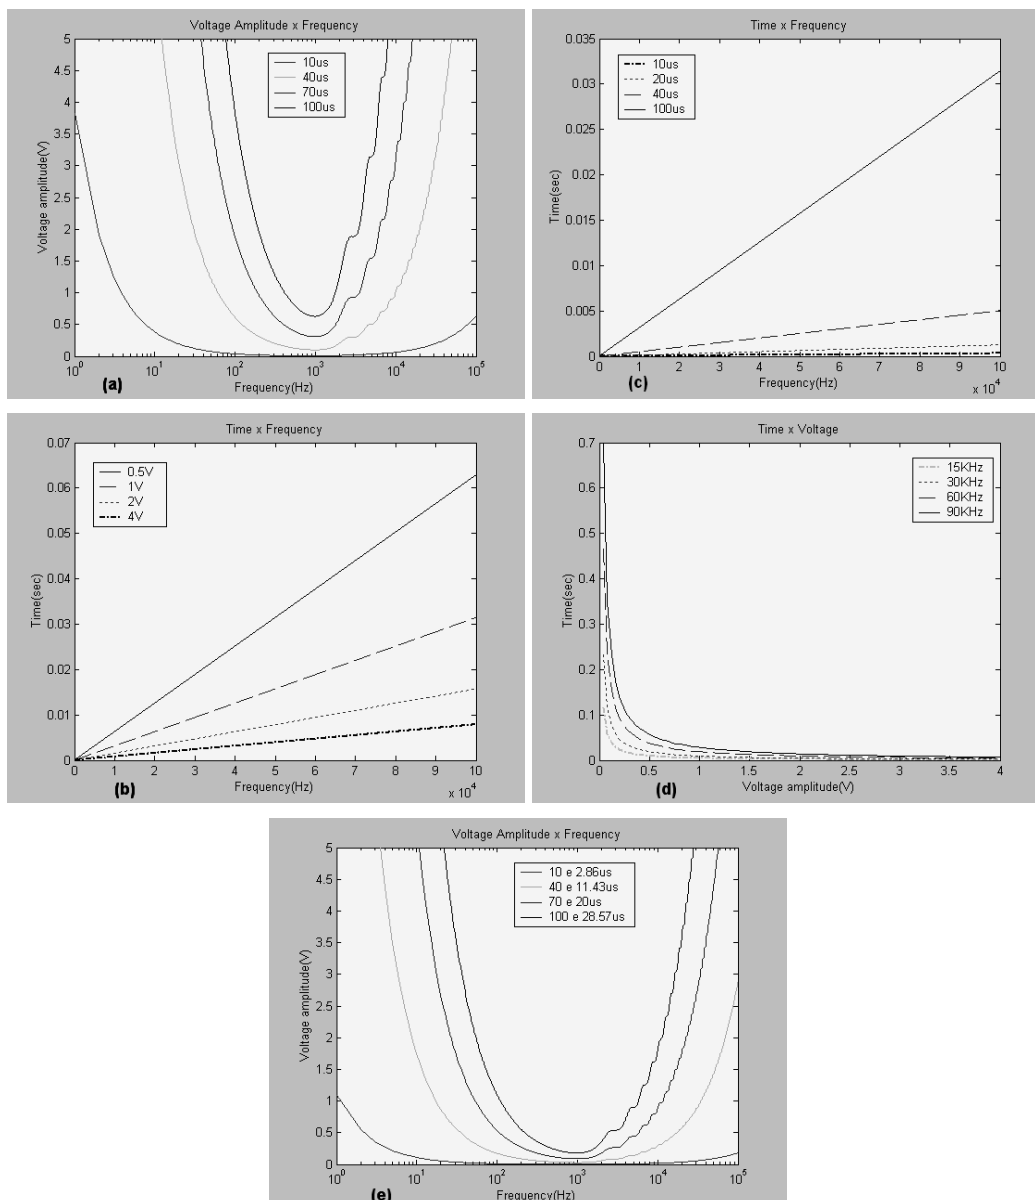 Voltage Amplitude x Frequency
5
4.5
4
3.5
3
2.5
2
1.5
1
0.5
0
Voltage amplitude(V)
10us
40us
70us
100us
10^0
10^1
10^2
10^3
10^4
10^5
(a)
Frequency(Hz)
Time x Frequency
0.035
0.03
0.025
0.02
0.015
0.01
0.005
0
Time(sec)
10us
20us
40us
100us
0
1
2
3
4
5
6
7
8
9
10
(c)
Frequency(Hz)
x 10^4
Time x Frequency
0.07
0.06
0.05
0.04
0.03
0.02
0.01
0
Time(sec)
0.5V
1V
2V
4V
0
1
2
3
4
5
6
7
8
9
10
(b)
Frequency(Hz)
x 10^4
Time x Voltage
0.7
0.6
0.5
0.4
0.3
0.2
0.1
0
Time(sec)
15KHz
30KHz
60KHz
90KHz
0
0.5
1
1.5
2
2.5
3
3.5
4
(d)
Voltage amplitude(V)
Voltage Amplitude x Frequency
5
4.5
4
3.5
3
2.5
2
1.5
1
0.5
0
Voltage amplitude(V)
10 e 2.86us
40 e 11.43us
70 e 20us
100 e 28.57us
10^0
10^1
10^2
10^3
10^4
10^5
(e)
Frequency(Hz)